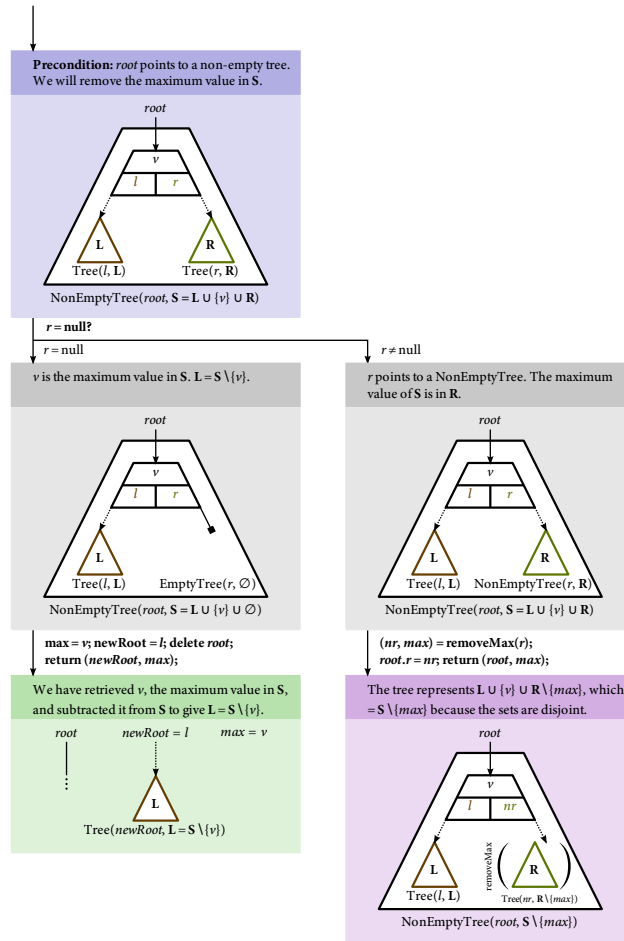 Precondition: root points to a non-empty tree.
We will remove the maximum value in S.
root
v
l r
L R
Tree(l, L) Tree(r, R)
NonEmptyTree(root, S = L ∪ {v} ∪ R)
r = null?
r = null
v is the maximum value in S. L = S \ {v}.
root
v
l r
L
Tree(l, L) EmptyTree(r, ∅)
NonEmptyTree(root, S = L ∪ {v} ∪ ∅)
max = v; newRoot = l; delete root;
return (newRoot, max);
We have retrieved v, the maximum value in S,
and subtracted it from S to give L = S \ {v}.
root newRoot = l max = v
⋮
L
Tree(newRoot, L = S \ {v})
r ≠ null
r points to a NonEmptyTree. The maximum
value of S is in R.
root
v
l r
L R
Tree(l, L) NonEmptyTree(r, R)
NonEmptyTree(root, S = L ∪ {v} ∪ R)
(nr, max) = removeMax(r);
root.r = nr; return (root, max);
The tree represents L ∪ {v} ∪ R\{max}, which
= S \ {max} because the sets are disjoint.
root
v
l nr
L removeMax ( R )
Tree(l, L) Tree(nr, R \ {max})
NonEmptyTree(root, S \ {max})